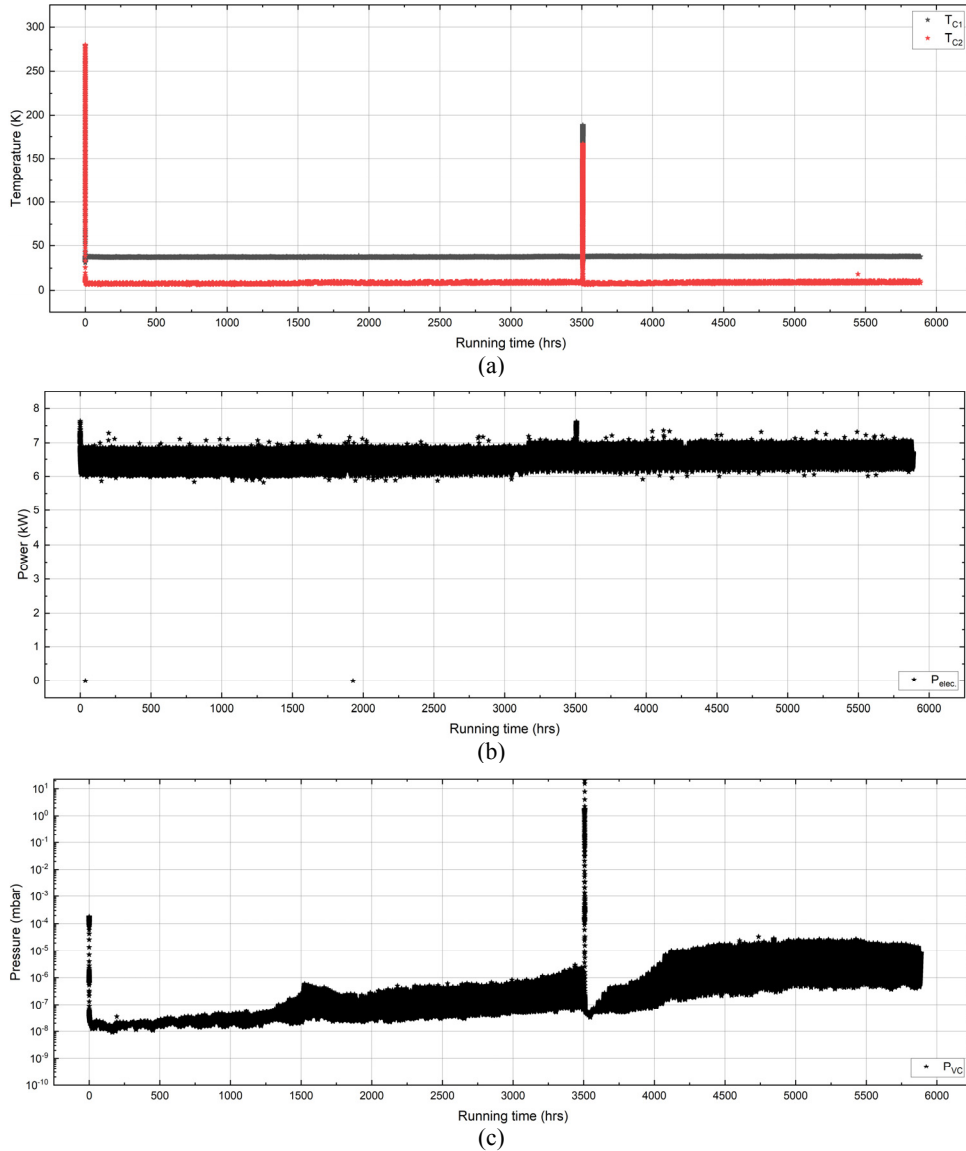 T_C1
T_C2
Temperature (K)
300
250
200
150
100
50
0
0 500 1000 1500 2000 2500 3000 3500 4000 4500 5000 5500 6000
Running time (hrs)
(a)
Power (kW)
8
7
6
5
4
3
2
1
0
P_elec.
0 500 1000 1500 2000 2500 3000 3500 4000 4500 5000 5500 6000
Running time (hrs)
(b)
Pressure (mbar)
10^1
10^0
10^-1
10^-2
10^-3
10^-4
10^-5
10^-6
10^-7
10^-8
10^-9
10^-10
P_VC
0 500 1000 1500 2000 2500 3000 3500 4000 4500 5000 5500 6000
Running time (hrs)
(c)